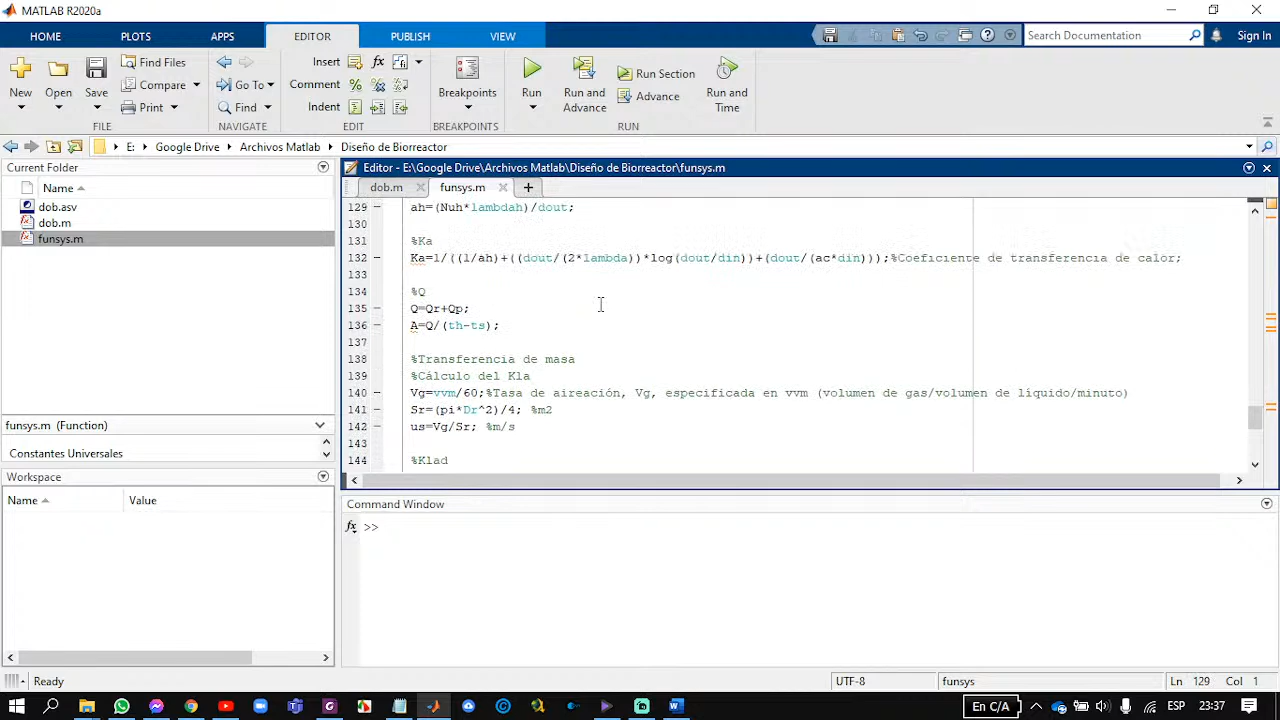 MATLAB R2020a
HOME PLOTS APPS EDITOR PUBLISH VIEW Search Documentation Sign In
New Open Save Find Files Compare Print Go To Find Insert Comment Indent fx Breakpoints Run Run and Advance Run Section Advance Run and Time
FILE NAVIGATE EDIT BREAKPOINTS RUN
E: Google Drive Archivos Matlab Diseño de Biorreactor
Current Folder
Name
dob.asv
dob.m
funsys.m
funsys.m (Function)
Constantes Universales
Workspace
Name Value
Editor - E:\Google Drive\Archivos Matlab\Diseño de Biorreactor\funsys.m
dob.m funsys.m
129 ah=(Nuh*lambdah)/dout;
130
131 %Ka
132 Ka=1/((1/ah)+((dout/(2*lambda))*log(dout/din))+(dout/(ac*din)));%Coeficiente de transferencia de calor;
133
134 %Q
135 Q=Qr+Qp;
136 A=Q/(th-ts);
137
138 %Transferencia de masa
139 %Cálculo del Kla
140 Vg=vvm/60;%Tasa de aireación, Vg, especificada en vvm (volumen de gas/volumen de líquido/minuto)
141 Sr=(pi*Dr^2)/4; %m2
142 us=Vg/Sr; %m/s
143
144 %Klad
Command Window
fx >>
Ready UTF-8 funsys Ln 129 Col 1
En C/A ESP 23:37